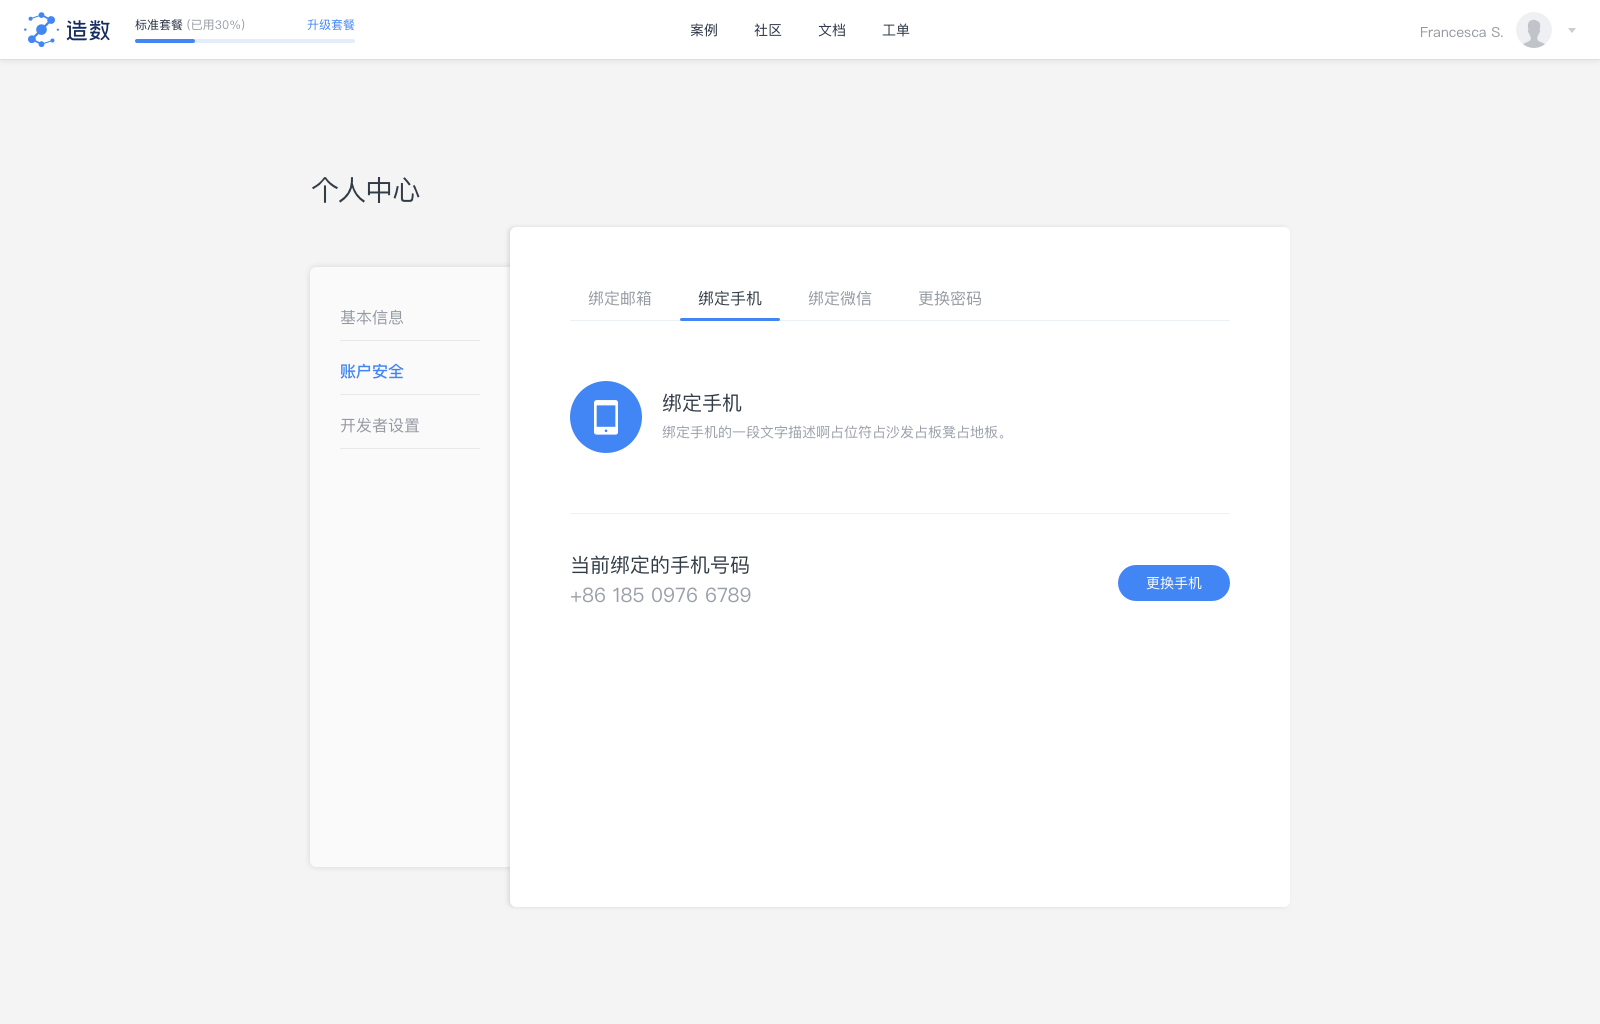 造数
标准套餐 (已用30%) 升级套餐
案例 社区 文档 工单
Francesca S.
个人中心
基本信息
账户安全
开发者设置
绑定邮箱 绑定手机 绑定微信 更换密码
绑定手机
绑定手机的一段文字描述啊占位符占沙发占板凳占地板。
当前绑定的手机号码
+86 185 0976 6789
更换手机